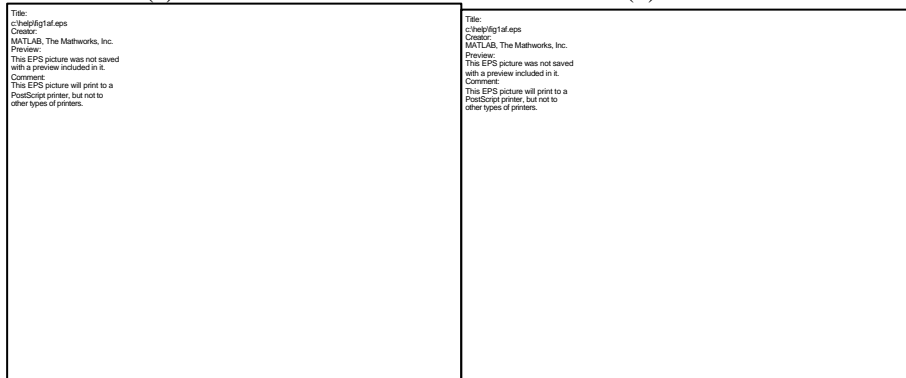 Title:
c:\help\fig1af.eps
Creator:
MATLAB, The Mathworks, Inc.
Preview:
This EPS picture was not saved
with a preview included in it.
Comment:
This EPS picture will print to a
PostScript printer, but not to
other types of printers.
Title:
c:\help\fig1af.eps
Creator:
MATLAB, The Mathworks, Inc.
Preview:
This EPS picture was not saved
with a preview included in it.
Comment:
This EPS picture will print to a
PostScript printer, but not to
other types of printers.